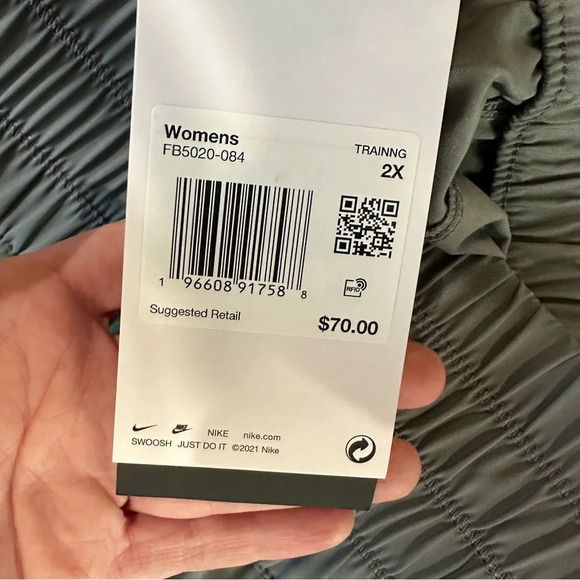 Womens
FB5020-084
TRAINNG
2X
1 96608 91758 8
RFID
Suggested Retail
$70.00
NIKE nike.com
SWOOSH JUST DO IT ©2021 Nike